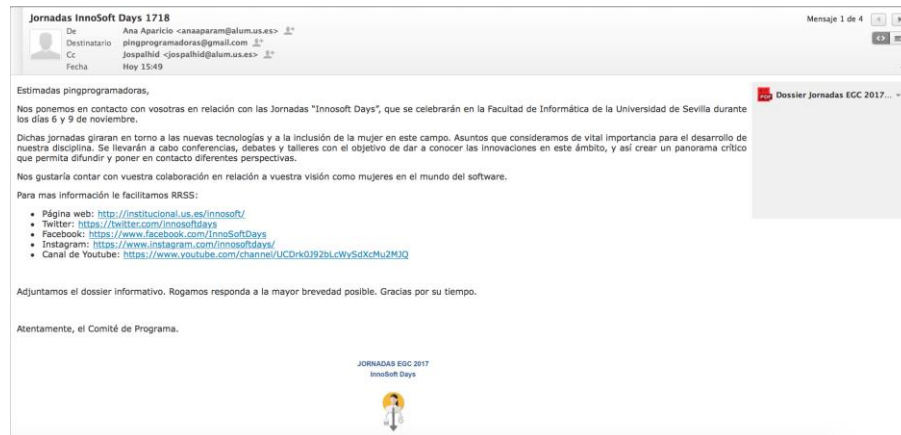 Jornadas InnoSoft Days 1718
Mensaje 1 de 4
De Ana Aparicio <anaaparam@alum.us.es>
Destinatario pingprogramadoras@gmail.com
Cc Jospalhid <jospalhid@alum.us.es>
Fecha Hoy 15:49
Estimadas pingprogramadoras,
Dossier Jornadas EGC 2017...
Nos ponemos en contacto con vosotras en relación con las Jornadas "Innosoft Days", que se celebrarán en la Facultad de Informática de la Universidad de Sevilla durante
los días 6 y 9 de noviembre.
Dichas jornadas giraran en torno a las nuevas tecnologías y a la inclusión de la mujer en este campo. Asuntos que consideramos de vital importancia para el desarrollo de
nuestra disciplina. Se llevarán a cabo conferencias, debates y talleres con el objetivo de dar a conocer las innovaciones en este ámbito, y así crear un panorama crítico
que permita difundir y poner en contacto diferentes perspectivas.
Nos gustaría contar con vuestra colaboración en relación a vuestra visión como mujeres en el mundo del software.
Para mas información le facilitamos RRSS:
• Página web: http://institucional.us.es/innosoft/
• Twitter: https://twitter.com/innosoftdays
• Facebook: https://www.facebook.com/InnoSoftDays
• Instagram: https://www.instagram.com/innosoftdays/
• Canal de Youtube: https://www.youtube.com/channel/UCDrk0J92bLcWySdXcMu2MJQ
Adjuntamos el dossier informativo. Rogamos responda a la mayor brevedad posible. Gracias por su tiempo.
Atentamente, el Comité de Programa.
JORNADAS EGC 2017
InnoSoft Days